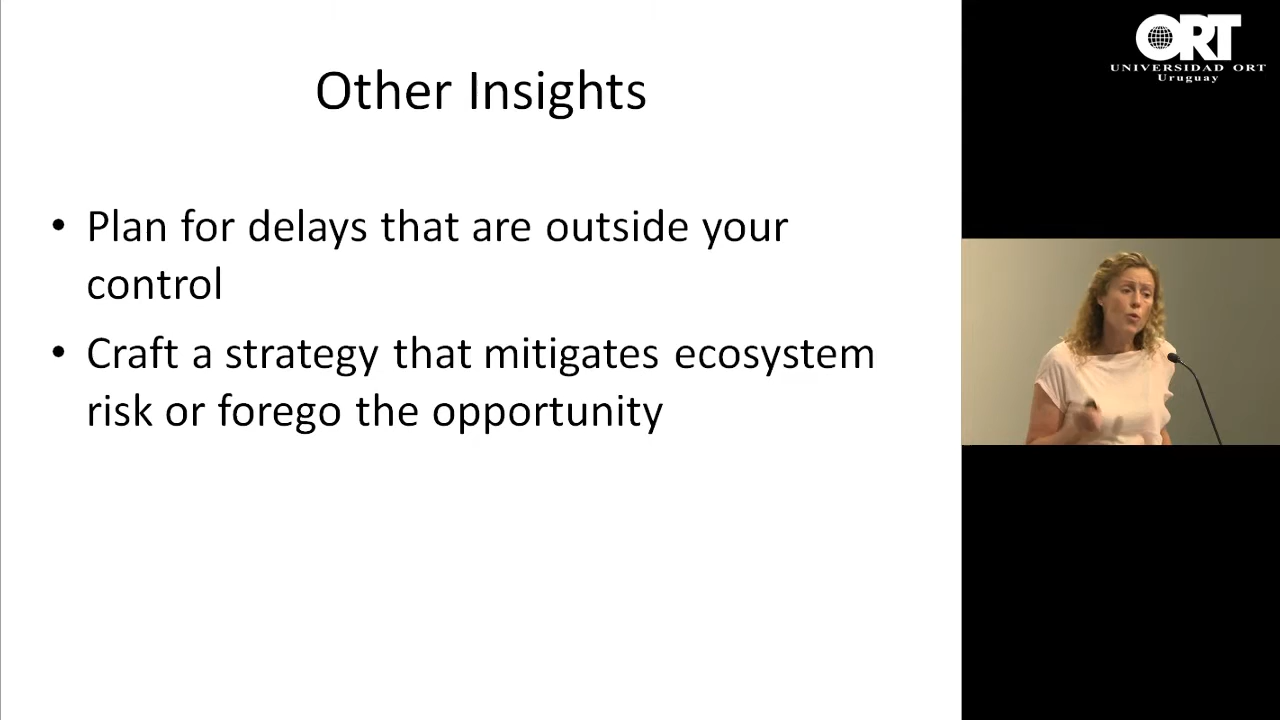 Other Insights
• Plan for delays that are outside your
control
• Craft a strategy that mitigates ecosystem
risk or forego the opportunity
ORT
UNIVERSIDAD ORT
Uruguay